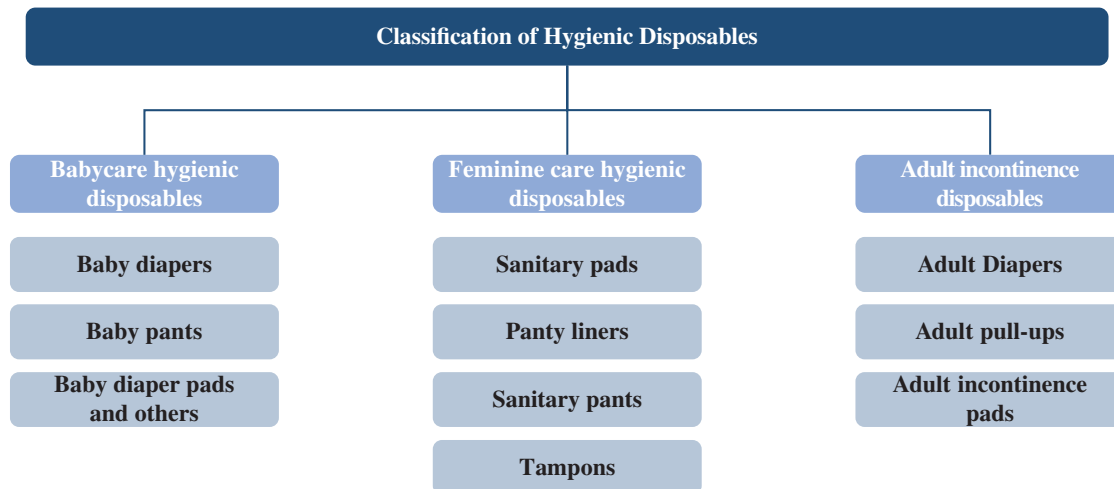 Classification of Hygienic Disposables
Babycare hygienic
disposables
Baby diapers
Baby pants
Baby diaper pads
and others
Feminine care hygienic
disposables
Sanitary pads
Panty liners
Sanitary pants
Tampons
Adult incontinence
disposables
Adult Diapers
Adult pull-ups
Adult incontinence
pads